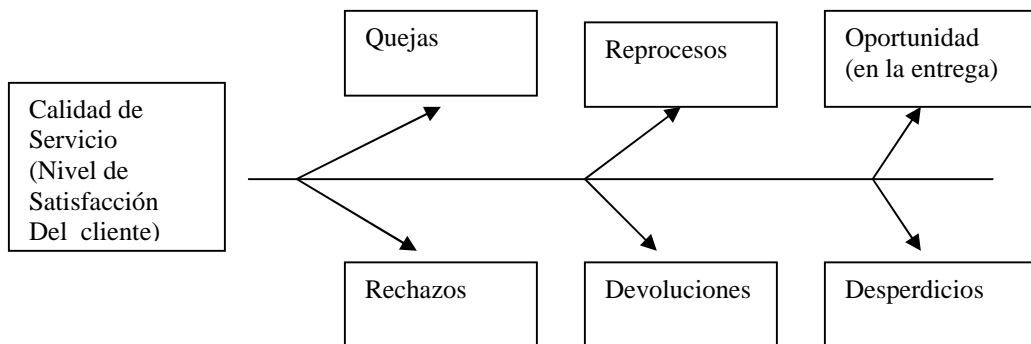 Quejas
Reprocesos
Oportunidad
(en la entrega)
Calidad de
Servicio
(Nivel de
Satisfacción
Del cliente)
Rechazos
Devoluciones
Desperdicios